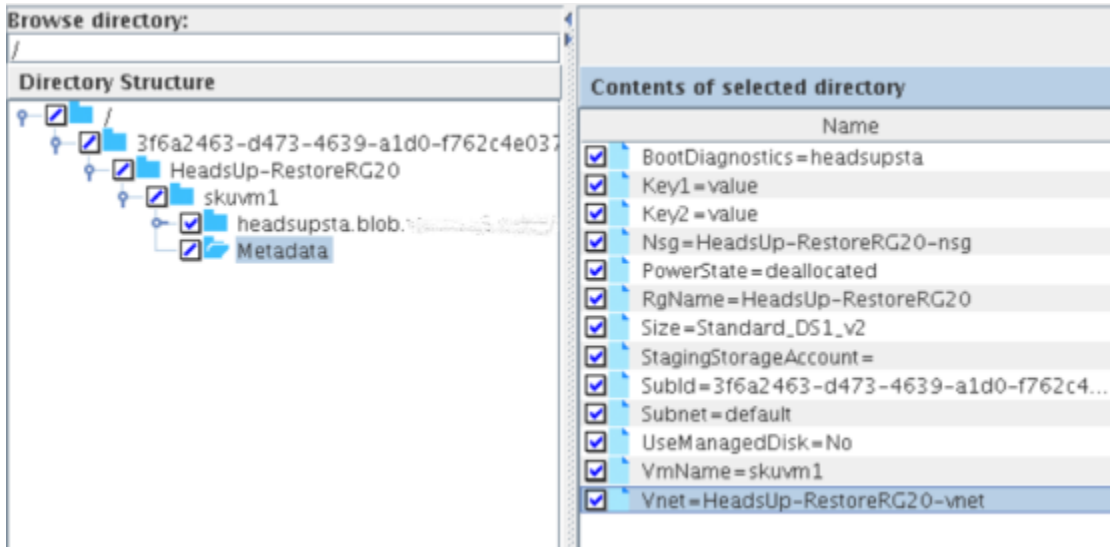 Browse directory:
/
Directory Structure
/
3f6a2463-d473-4639-a1d0-f762c4e037
HeadsUp-RestoreRG20
skuvm1
headsupsta.blob.
Metadata
Contents of selected directory
Name
BootDiagnostics=headsupsta
Key1=value
Key2=value
Nsg=HeadsUp-RestoreRG20-nsg
PowerState=deallocated
RgName=HeadsUp-RestoreRG20
Size=Standard_DS1_v2
StagingStorageAccount=
SubId=3f6a2463-d473-4639-a1d0-f762c4...
Subnet=default
UseManagedDisk=No
VmName=skuvm1
Vnet=HeadsUp-RestoreRG20-vnet